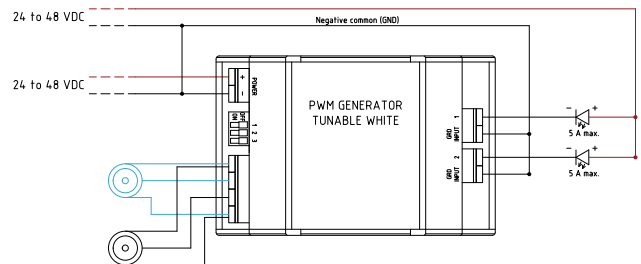 24 to 48 VDC
Negative common (GND)
24 to 48 VDC
+
−
POWER
ON
OFF
1
2
3
PWM GENERATOR
TUNABLE WHITE
GND
INPUT 1
GND
INPUT 2
− +
5 A max.
− +
5 A max.